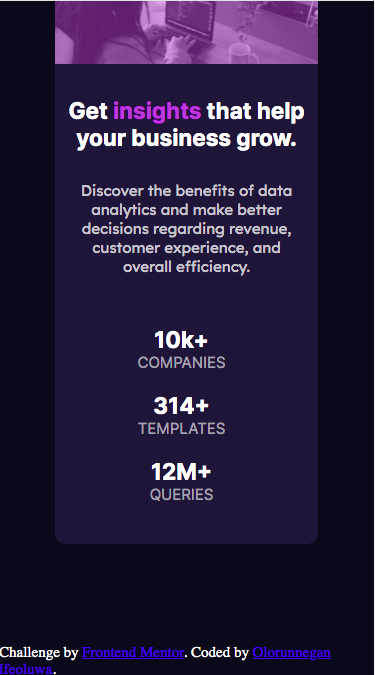 Get insights that help
your business grow.
Discover the benefits of data
analytics and make better
decisions regarding revenue,
customer experience, and
overall efficiency.
10k+
COMPANIES
314+
TEMPLATES
12M+
QUERIES
Challenge by Frontend Mentor. Coded by Olorunnegan
Ifeoluwa.